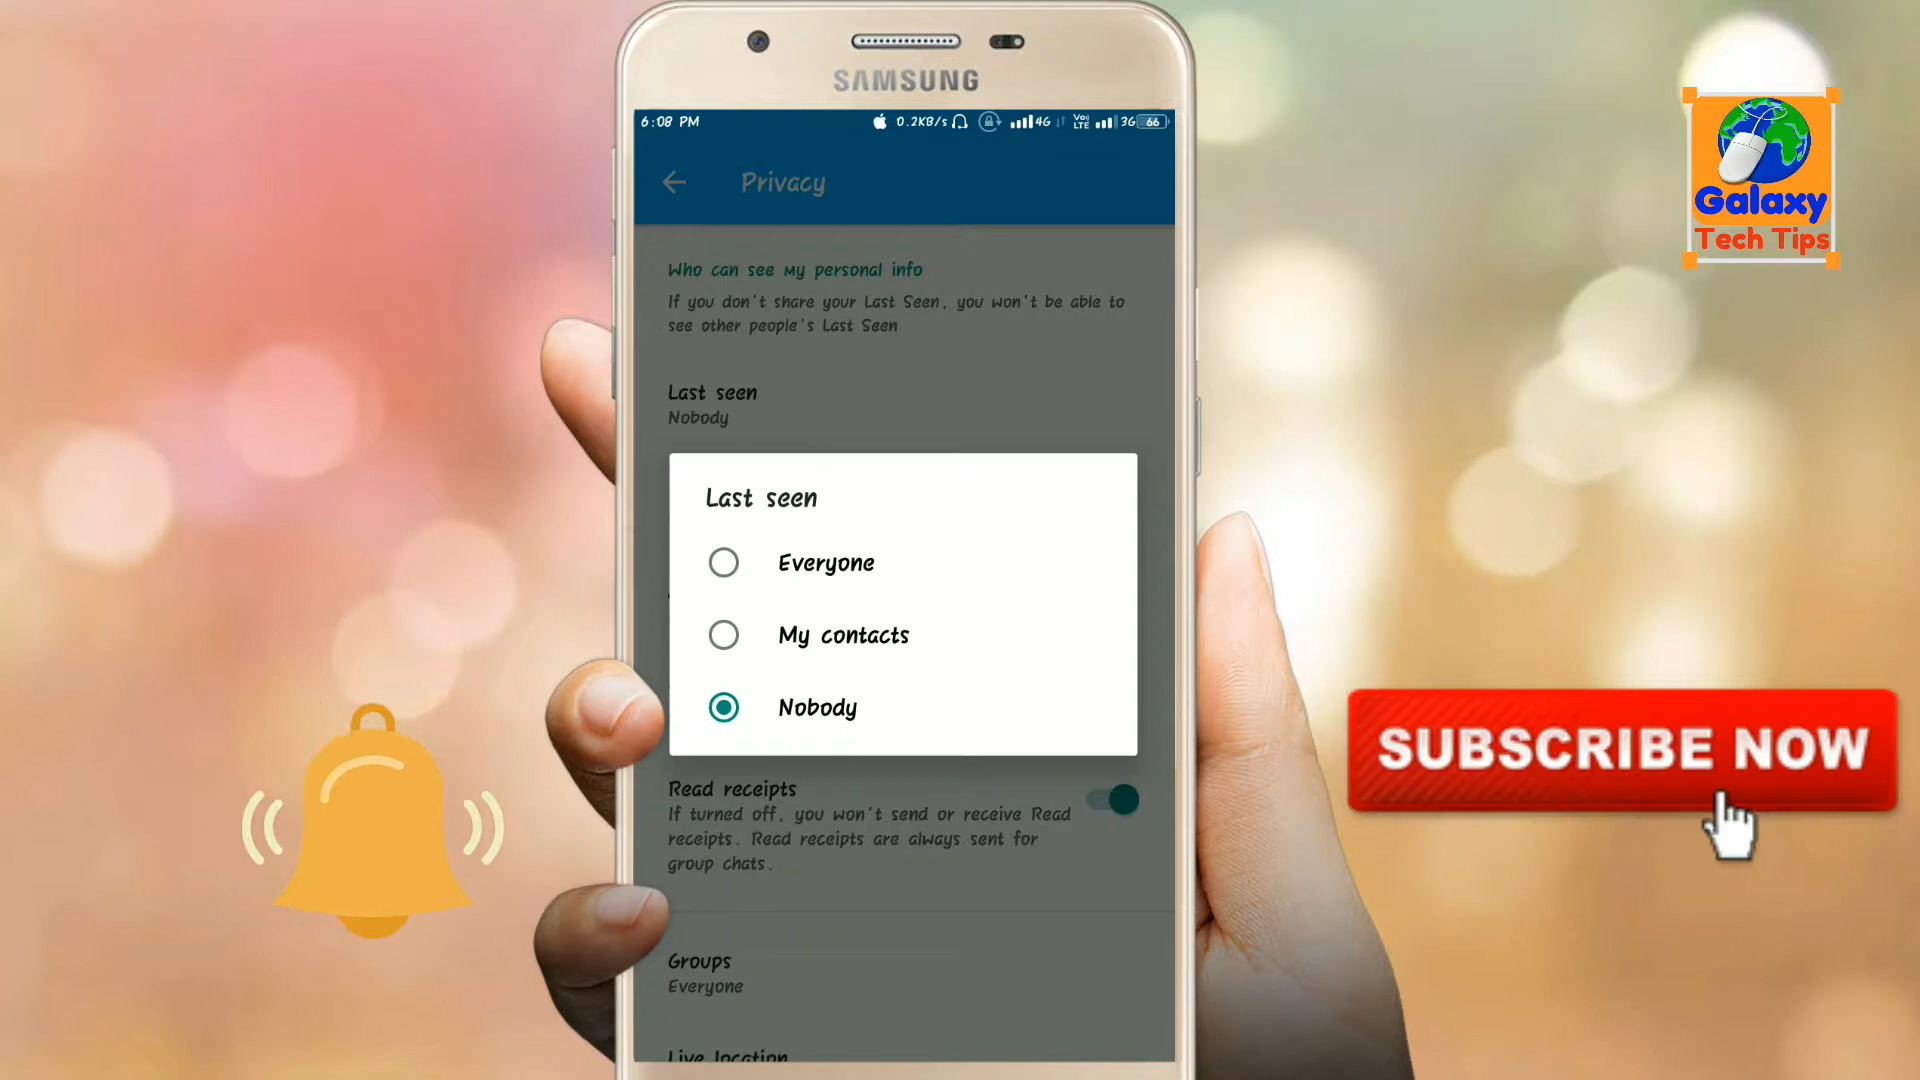 SAMSUNG
6:08 PM 0.2KB/s 4G Vo) LTE 3G 66
Privacy
Who can see my personal info
If you don't share your Last Seen, you won't be able to
see other people's Last Seen
Last seen
Nobody
Last seen
Everyone
My contacts
Nobody
Read receipts
If turned off, you won't send or receive Read
receipts. Read receipts are always sent for
group chats.
Groups
Everyone
Live location
Galaxy
Tech Tips
SUBSCRIBE NOW